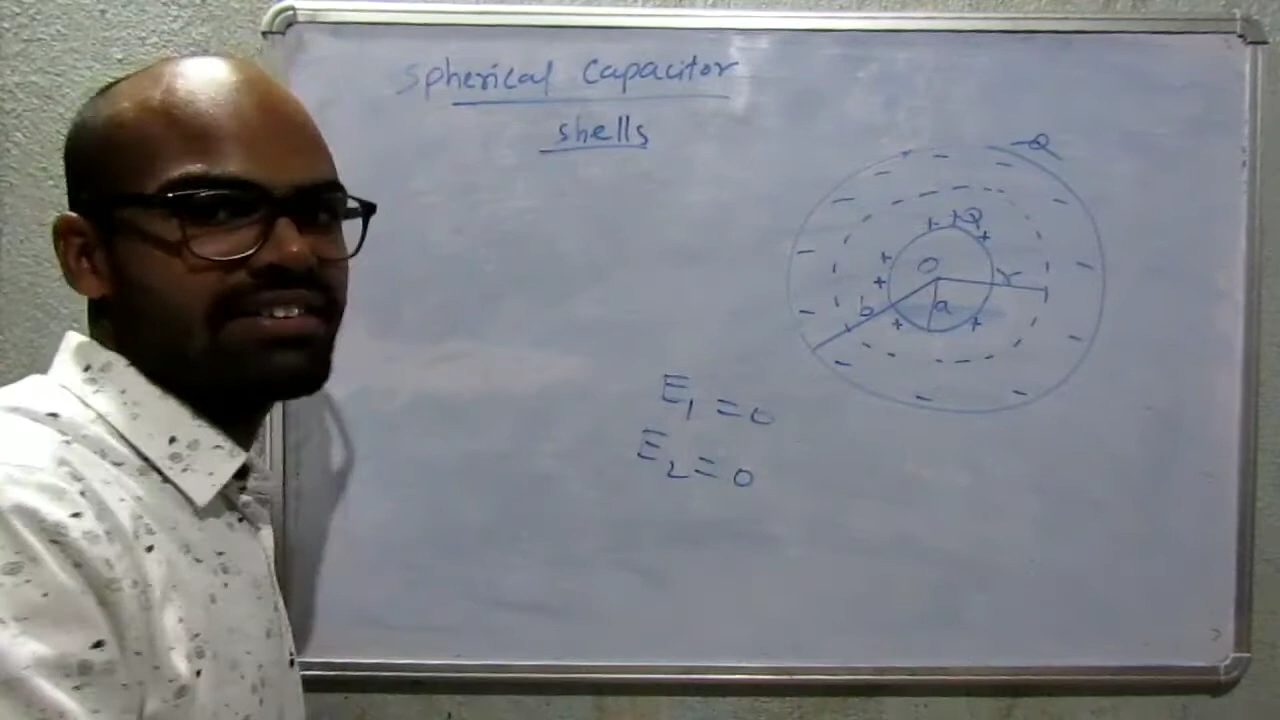 Spherical Capacitor
shells
-Q
+Q
O
r
b
a
E₁ = 0
E₂ = 0